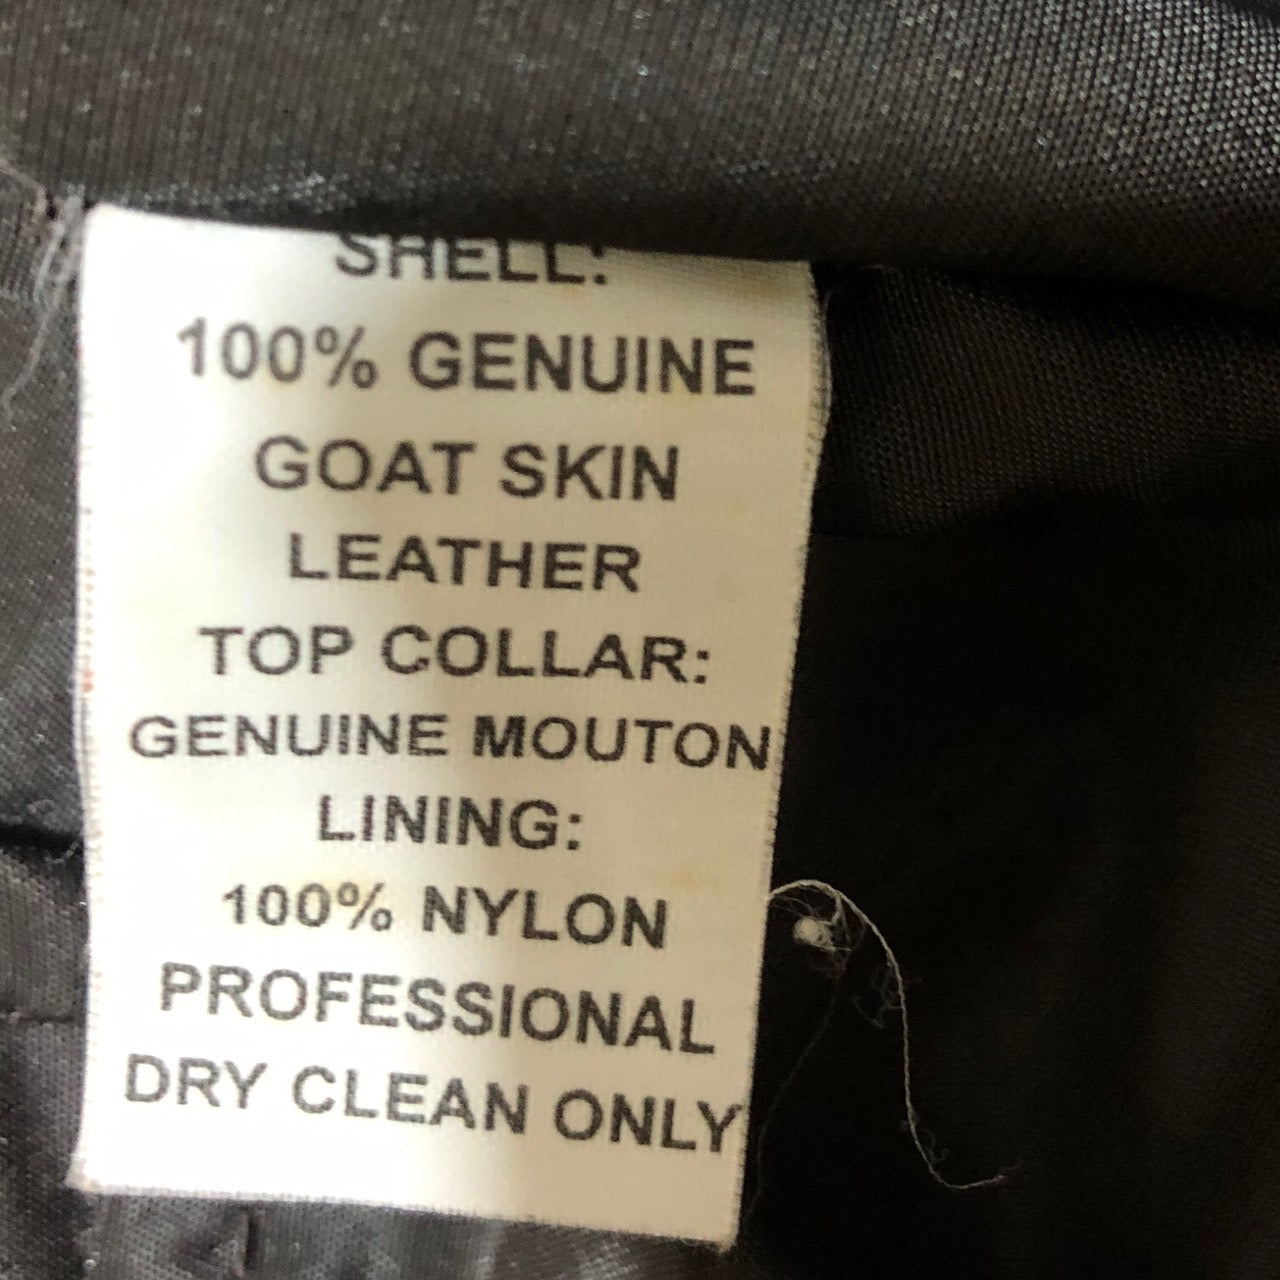 SHELL:
100% GENUINE
GOAT SKIN
LEATHER
TOP COLLAR:
GENUINE MOUTON
LINING:
100% NYLON
PROFESSIONAL
DRY CLEAN ONLY